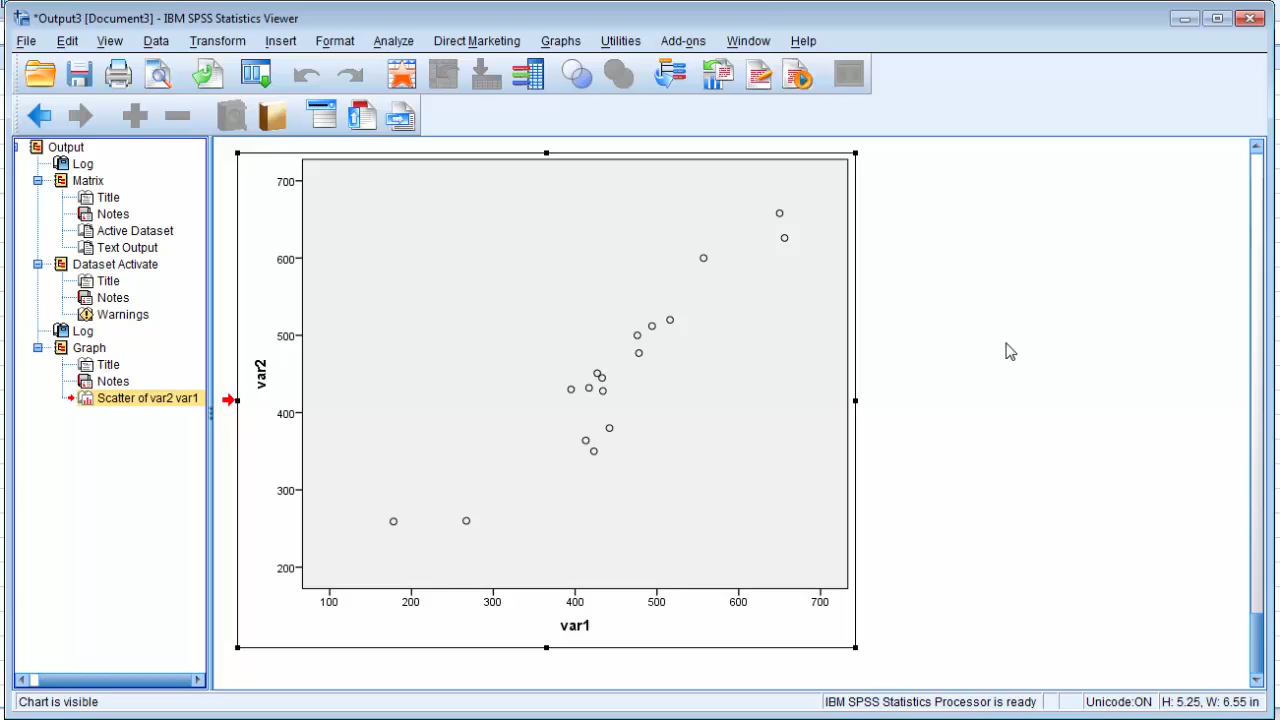 *Output3 [Document3] - IBM SPSS Statistics Viewer
File Edit View Data Transform Insert Format Analyze Direct Marketing Graphs Utilities Add-ons Window Help
Output
Log
Matrix
Title
Notes
Active Dataset
Text Output
Dataset Activate
Title
Notes
Warnings
Log
Graph
Title
Notes
Scatter of var2 var1
700
600
500
400
300
200
var2
100 200 300 400 500 600 700
var1
Chart is visible
IBM SPSS Statistics Processor is ready
Unicode:ON
H: 5.25, W: 6.55 in